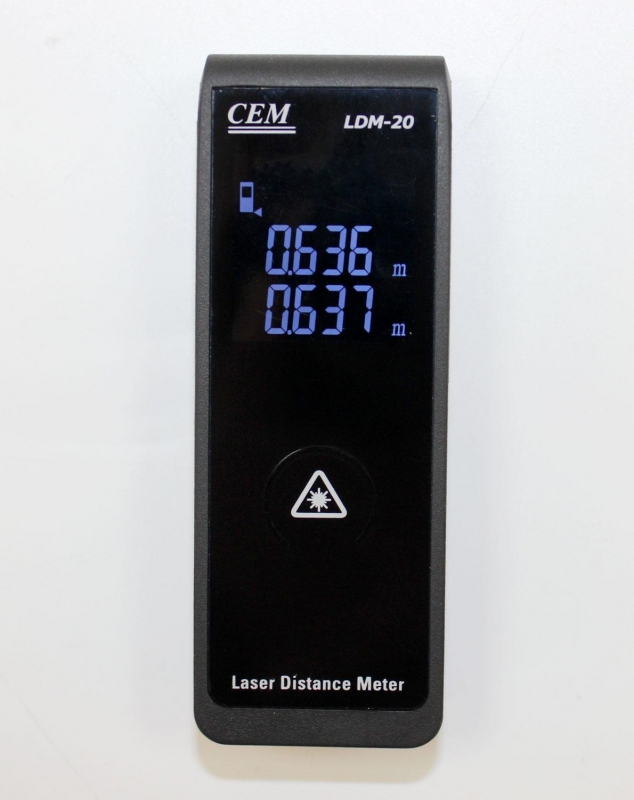 CEM
LDM-20
0.636 m
0.637 m
Laser Distance Meter